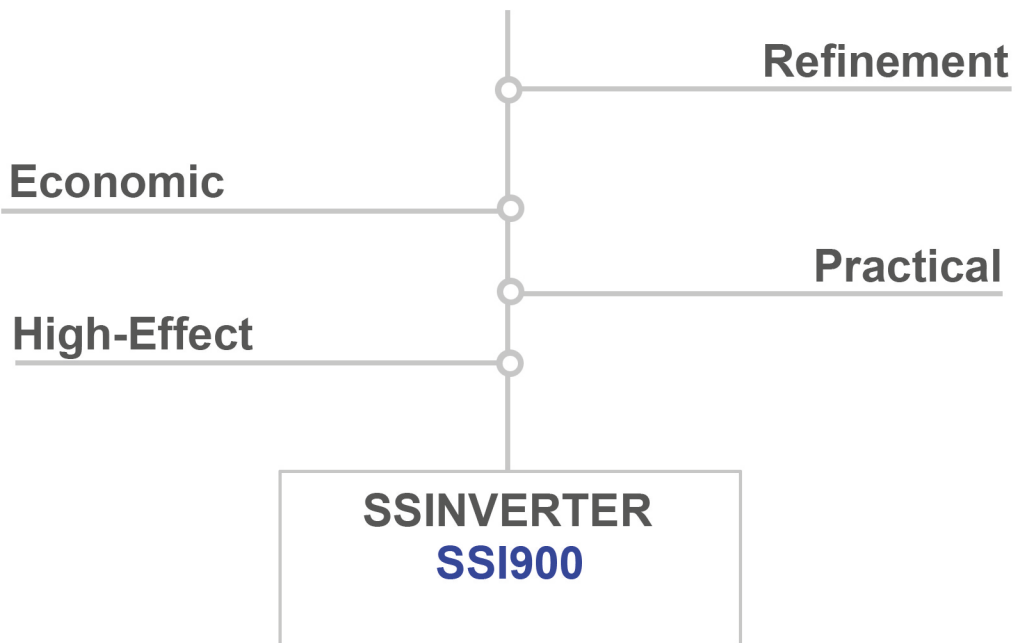 Refinement
Economic
Practical
High-Effect
SSINVERTER
SSI900